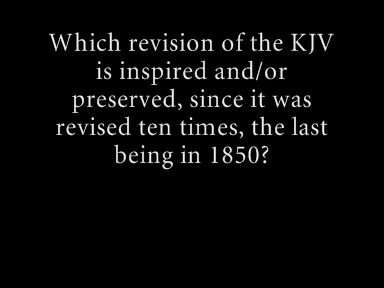 Which revision of the KJV
is inspired and/or
preserved, since it was
revised ten times, the last
being in 1850?